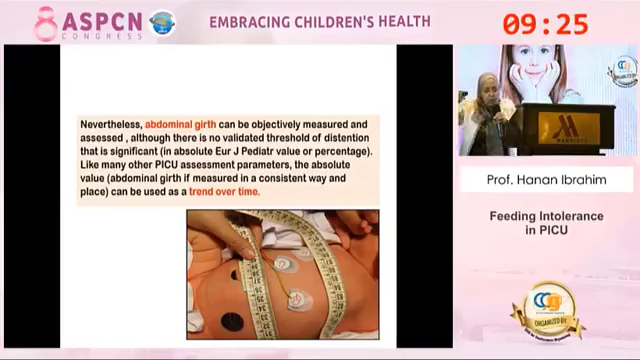 8 ASPCN
CONGRESS
EMBRACING CHILDREN'S HEALTH
09:25
Nevertheless, abdominal girth can be objectively measured and
assessed , although there is no validated threshold of distention
that is significant (in absolute Eur J Pediatr value or percentage).
Like many other PICU assessment parameters, the absolute
value (abdominal girth if measured in a consistent way and
place) can be used as a trend over time.
MARRIOTT
Prof. Hanan Ibrahim
Feeding Intolerance
in PICU
ORGANIZED BY